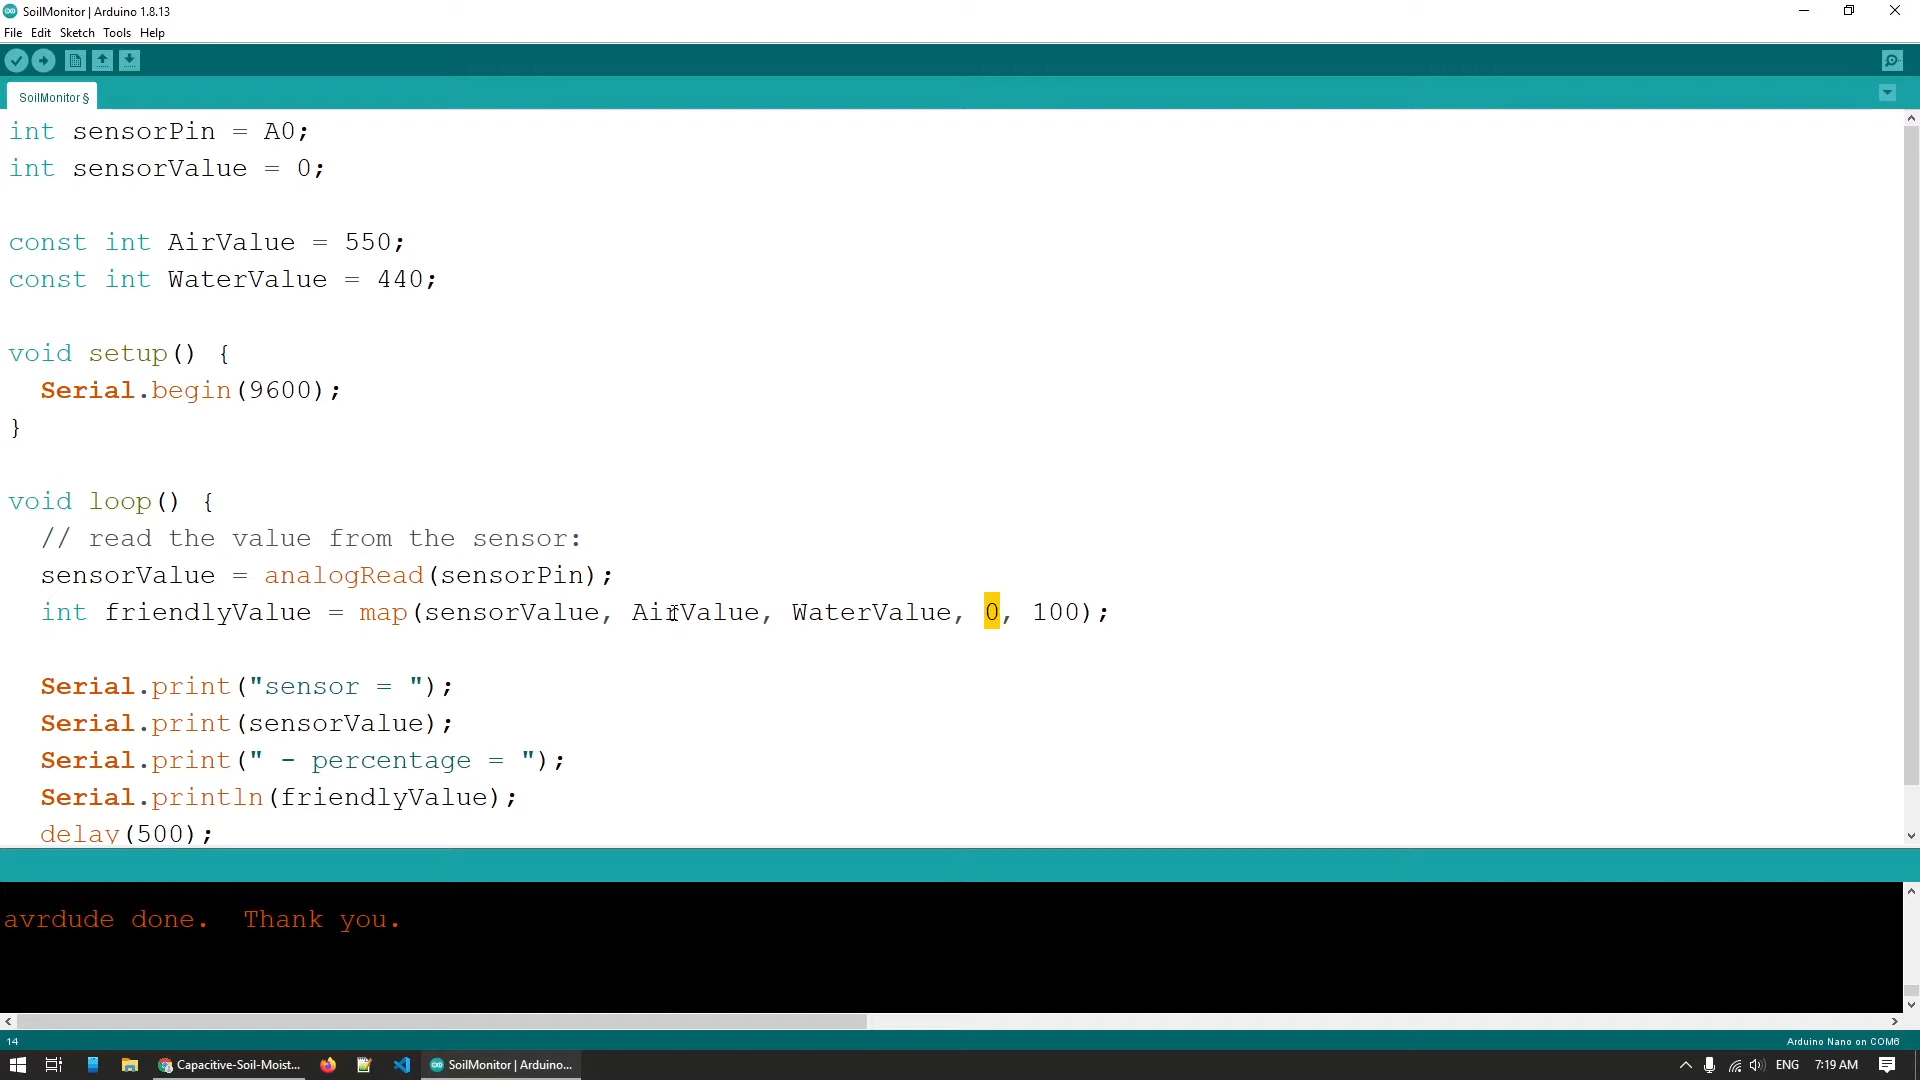 SoilMonitor | Arduino 1.8.13
File Edit Sketch Tools Help
SoilMonitor §
int sensorPin = A0;
int sensorValue = 0;
const int AirValue = 550;
const int WaterValue = 440;
void setup() {
Serial.begin(9600);
}
void loop() {
// read the value from the sensor:
sensorValue = analogRead(sensorPin);
int friendlyValue = map(sensorValue, AirValue, WaterValue, 0, 100);
Serial.print("sensor = ");
Serial.print(sensorValue);
Serial.print(" - percentage = ");
Serial.println(friendlyValue);
delay(500);
avrdude done.  Thank you.
14
Arduino Nano on COM6
Capacitive-Soil-Moist...
SoilMonitor | Arduino...
ENG
7:19 AM